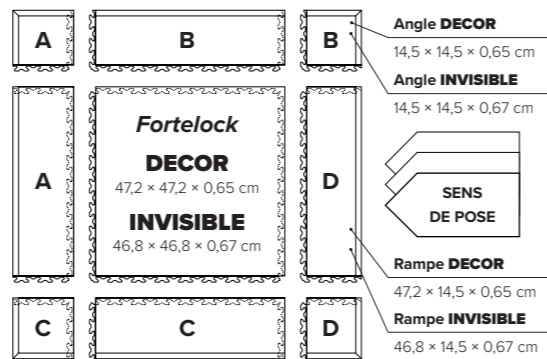 A
B
B
Angle DECOR
14,5 × 14,5 × 0,65 cm
Angle INVISIBLE
14,5 × 14,5 × 0,67 cm
A
Fortelock
DECOR
47,2 × 47,2 × 0,65 cm
INVISIBLE
46,8 × 46,8 × 0,67 cm
D
SENS
DE POSE
Rampe DECOR
47,2 × 14,5 × 0,65 cm
Rampe INVISIBLE
46,8 × 14,5 × 0,67 cm
C
C
D